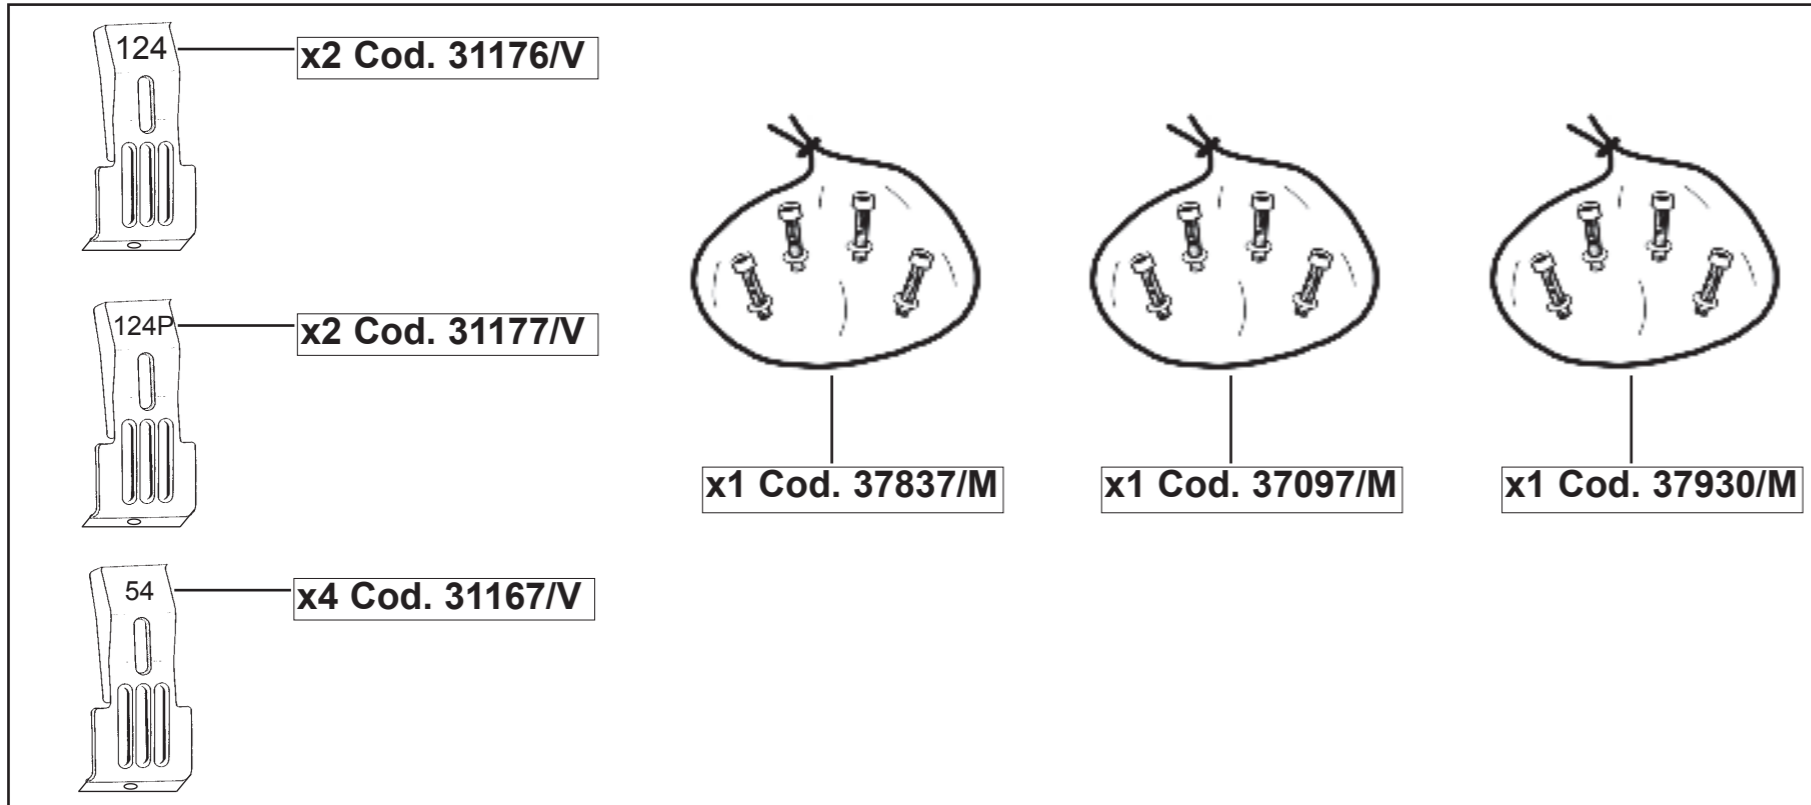 124
x2 Cod. 31176/V
124P
x2 Cod. 31177/V
54
x4 Cod. 31167/V
x1 Cod. 37837/M
x1 Cod. 37097/M
x1 Cod. 37930/M